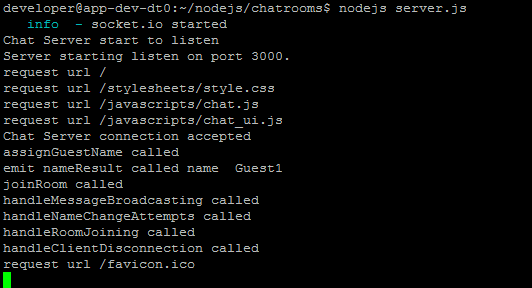 developer@app-dev-dt0:~/nodejs/chatrooms$ nodejs server.js
info - socket.io started
Chat Server start to listen
Server starting listen on port 3000.
request url /
request url /stylesheets/style.css
request url /javascripts/chat.js
request url /javascripts/chat_ui.js
Chat Server connection accepted
assignGuestName called
emit nameResult called name  Guest1
joinRoom called
handleMessageBroadcasting called
handleNameChangeAttempts called
handleRoomJoining called
handleClientDisconnection called
request url /favicon.ico